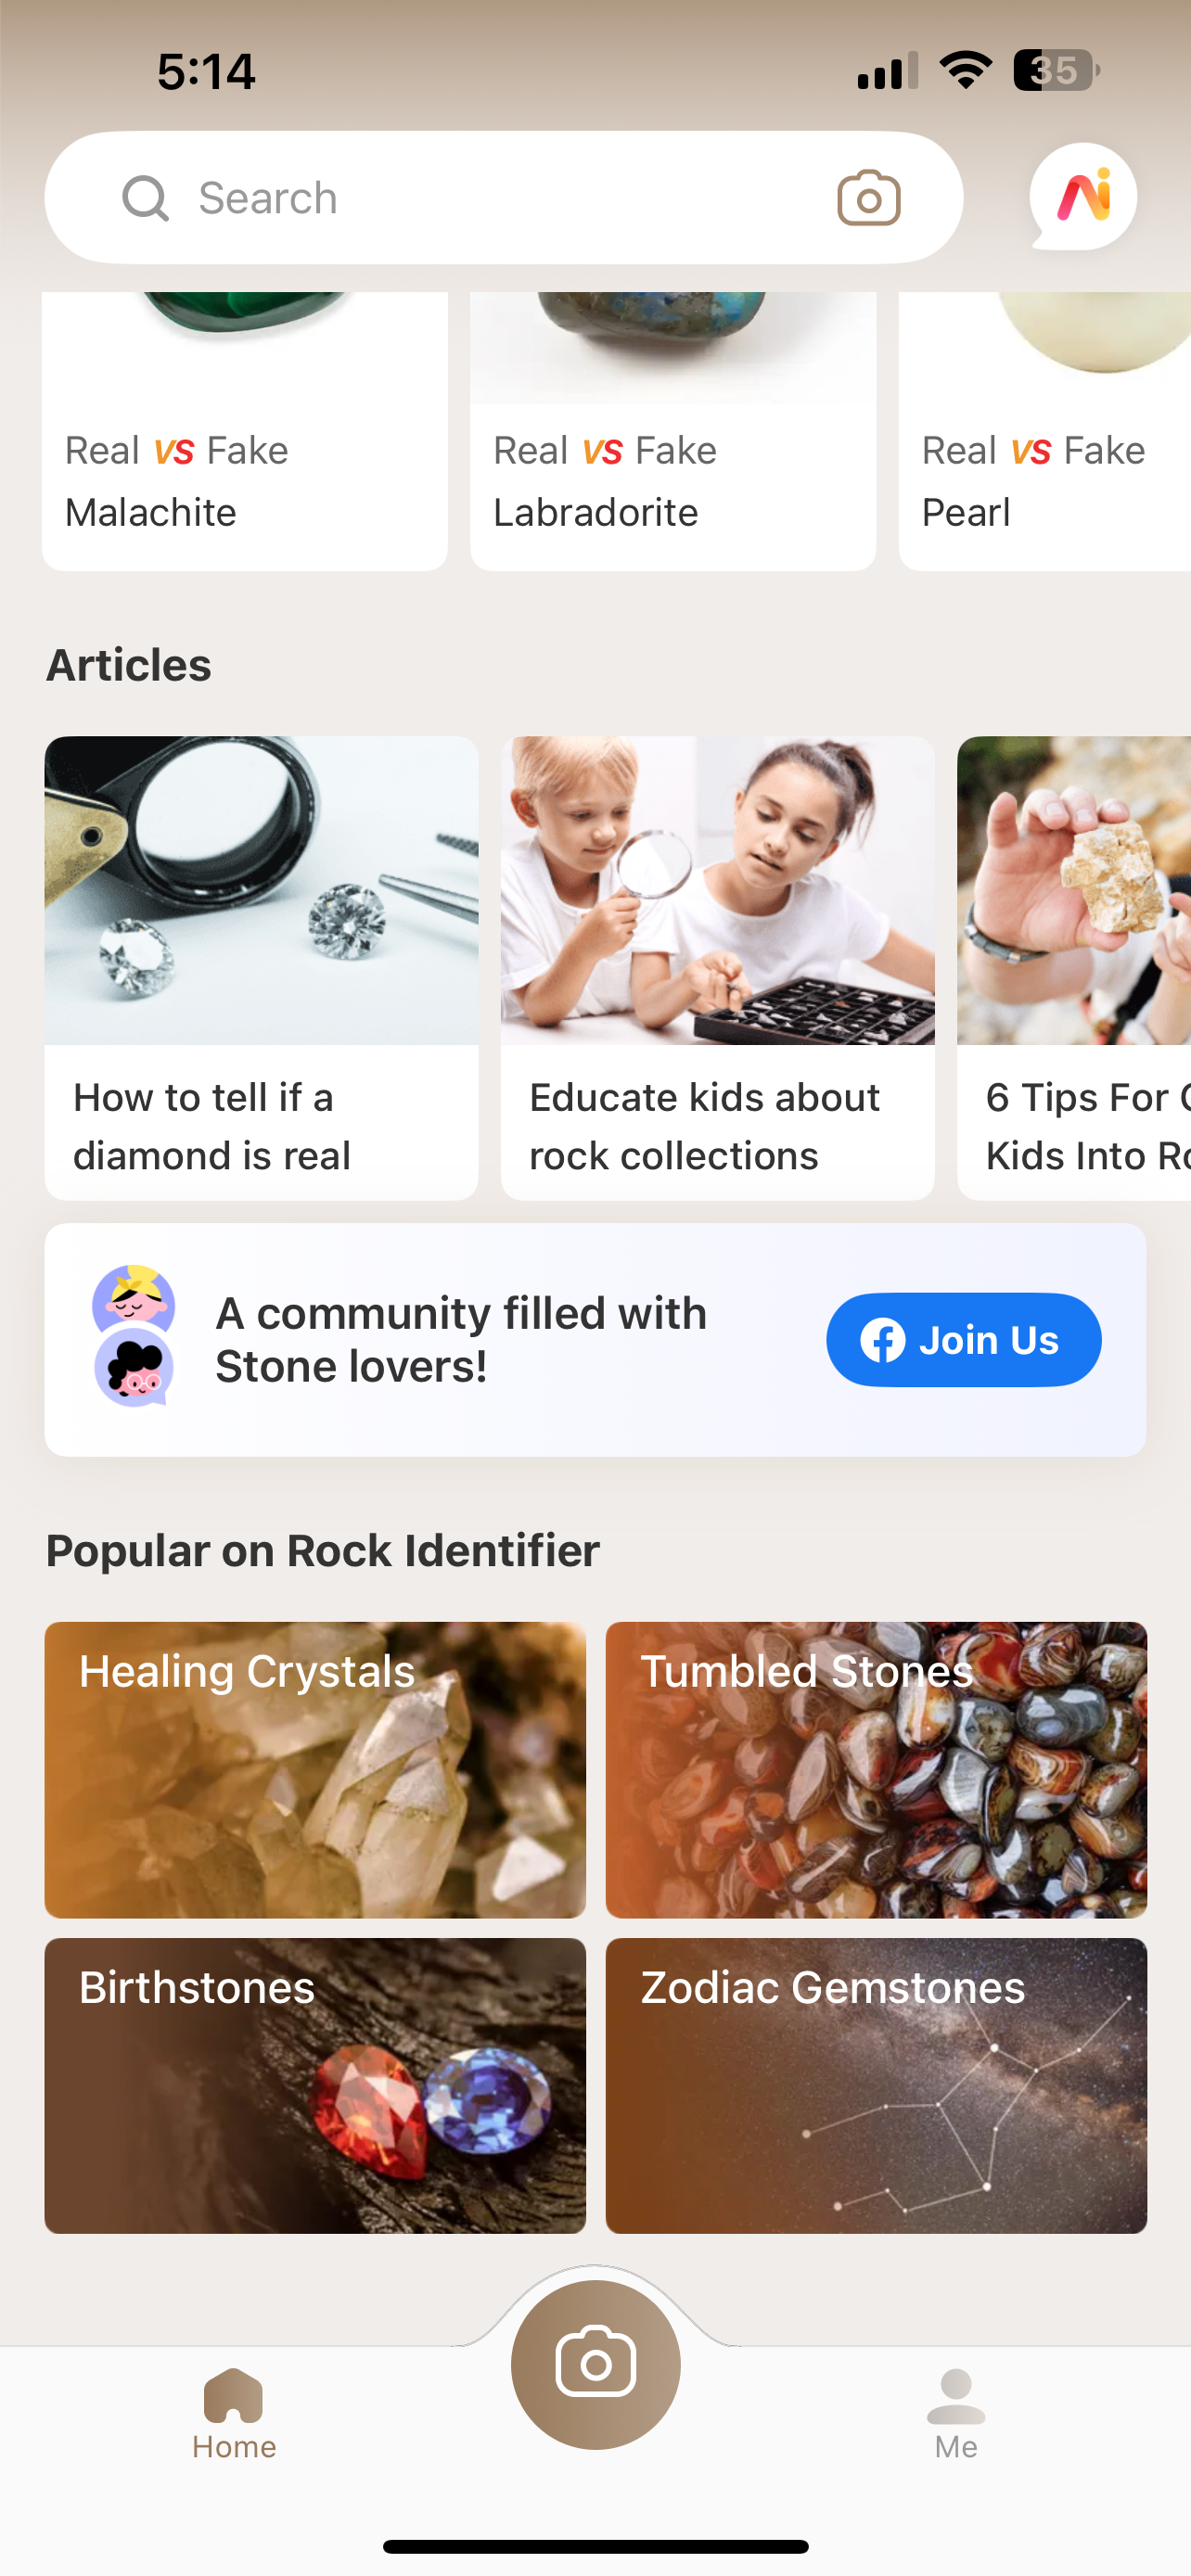 5:14
35
Search
Real VS Fake
Malachite
Real VS Fake
Labradorite
Real VS Fake
Pearl
Articles
How to tell if a
diamond is real
Educate kids about
rock collections
6 Tips For
Kids Into
A community filled with
Stone lovers!
Join Us
Popular on Rock Identifier
Healing Crystals
Tumbled Stones
Birthstones
Zodiac Gemstones
Home
Me